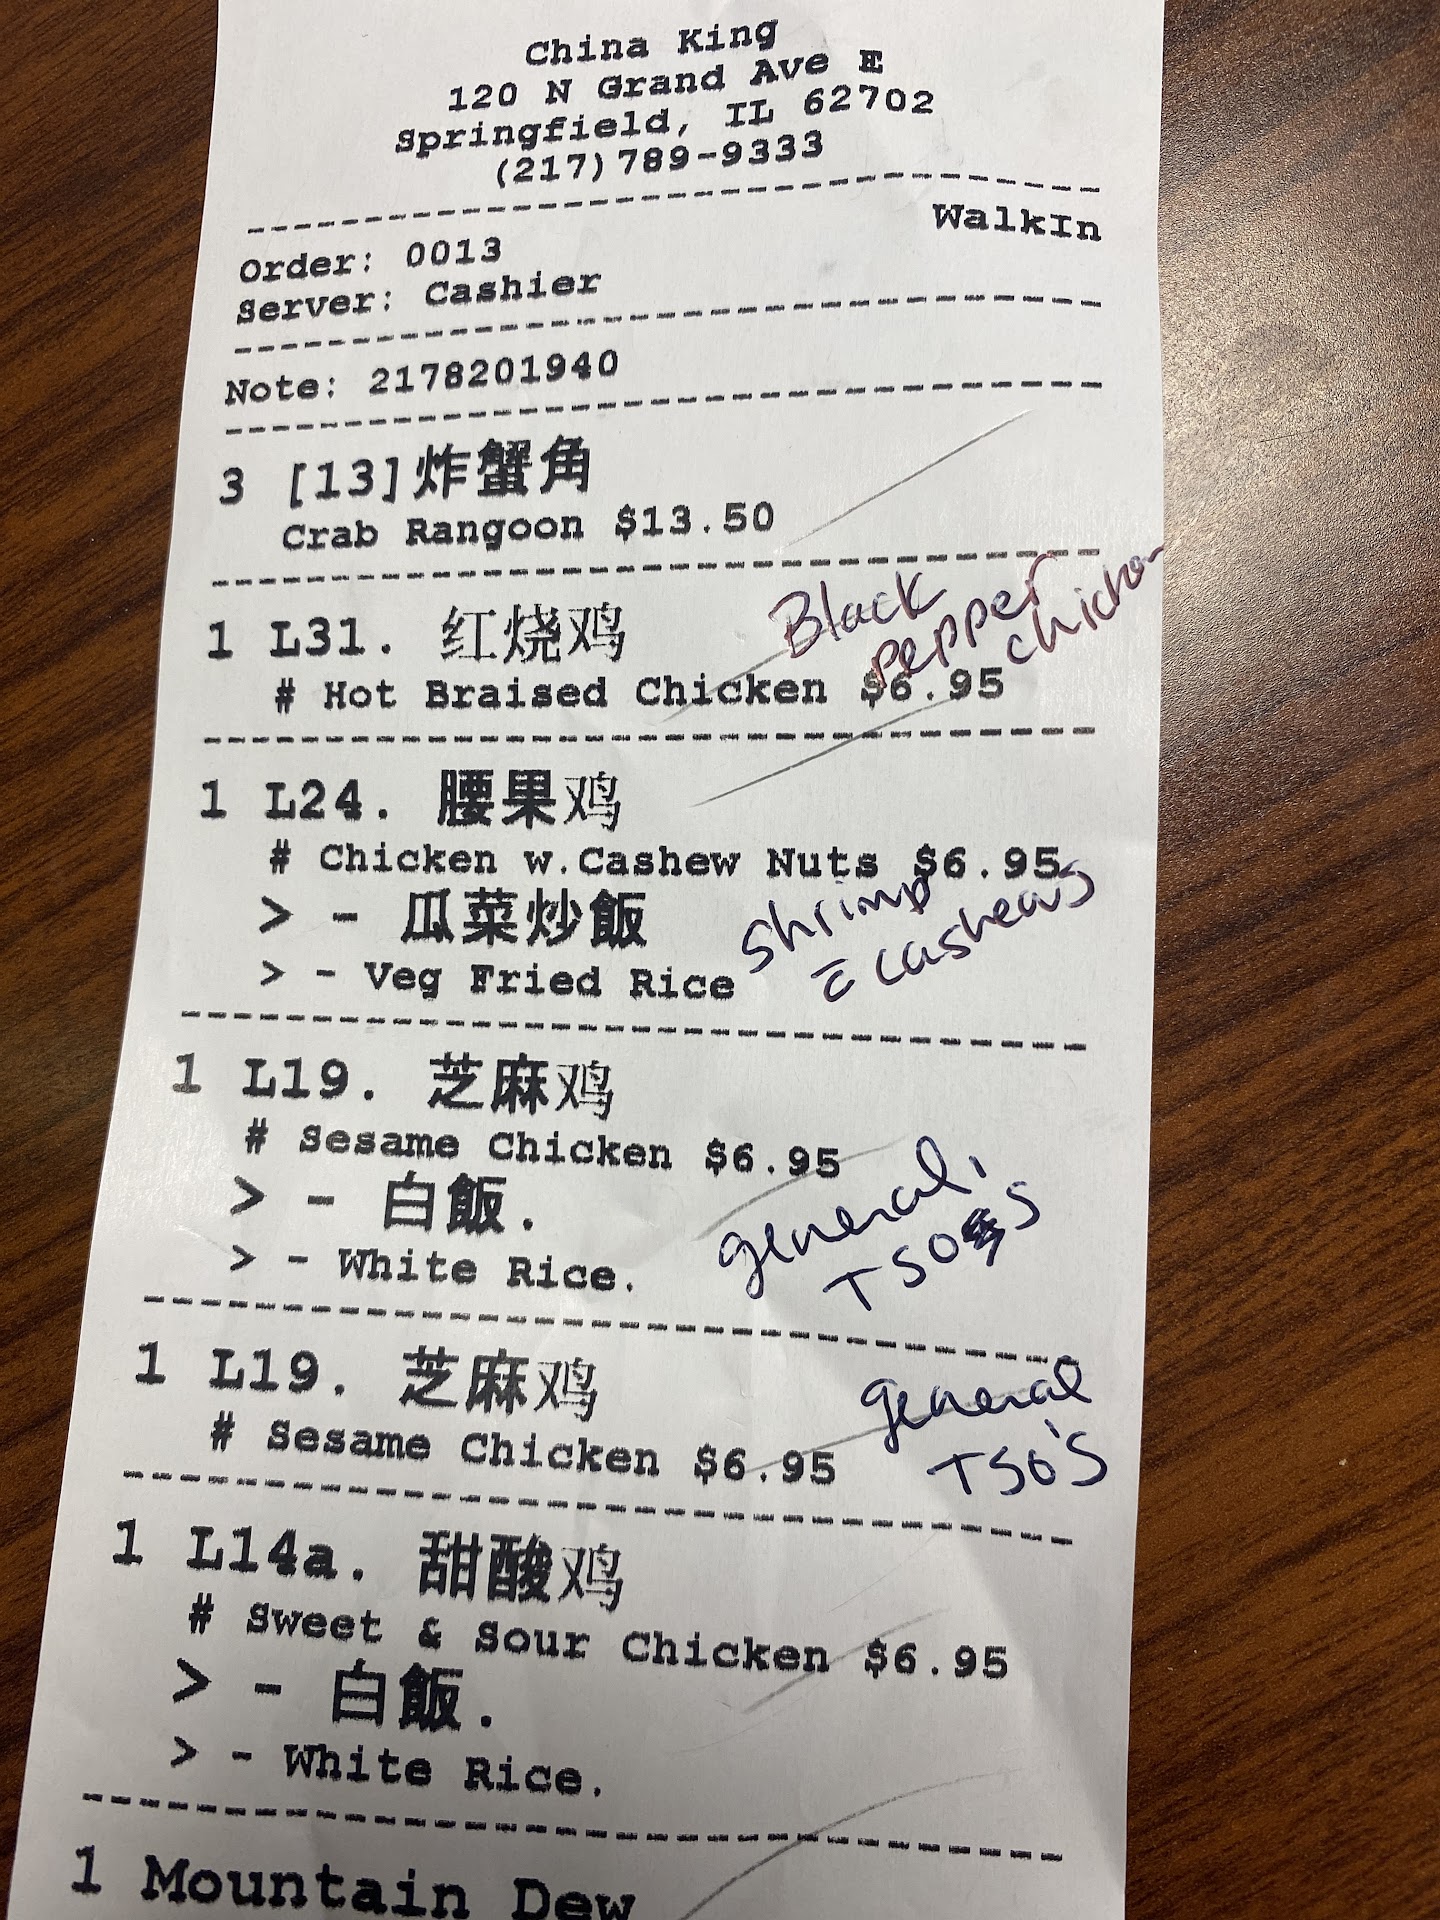 China King
120 N Grand Ave E
Springfield, IL 62702
(217)789-9333
WalkIn
Order: 0013
Server: Cashier
Note: 2178201940
3 [13]炸蟹角
Crab Rangoon $13.50
Black
pepper
chicken
1 L31. 红烧鸡
# Hot Braised Chicken $6.95
1 L24. 腰果鸡
# Chicken w.Cashew Nuts $6.95
> - 瓜菜炒飯
> - Veg Fried Rice
shrimp
= cashews
1 L19. 芝麻鸡
# Sesame Chicken $6.95
> - 白飯.
> - White Rice.
general,
TSO S
1 L19. 芝麻鸡
# Sesame Chicken $6.95
general
TSO'S
1 L14a. 甜酸鸡
# Sweet & Sour Chicken $6.95
> - 白飯.
> - White Rice.
1 Mountain Dew